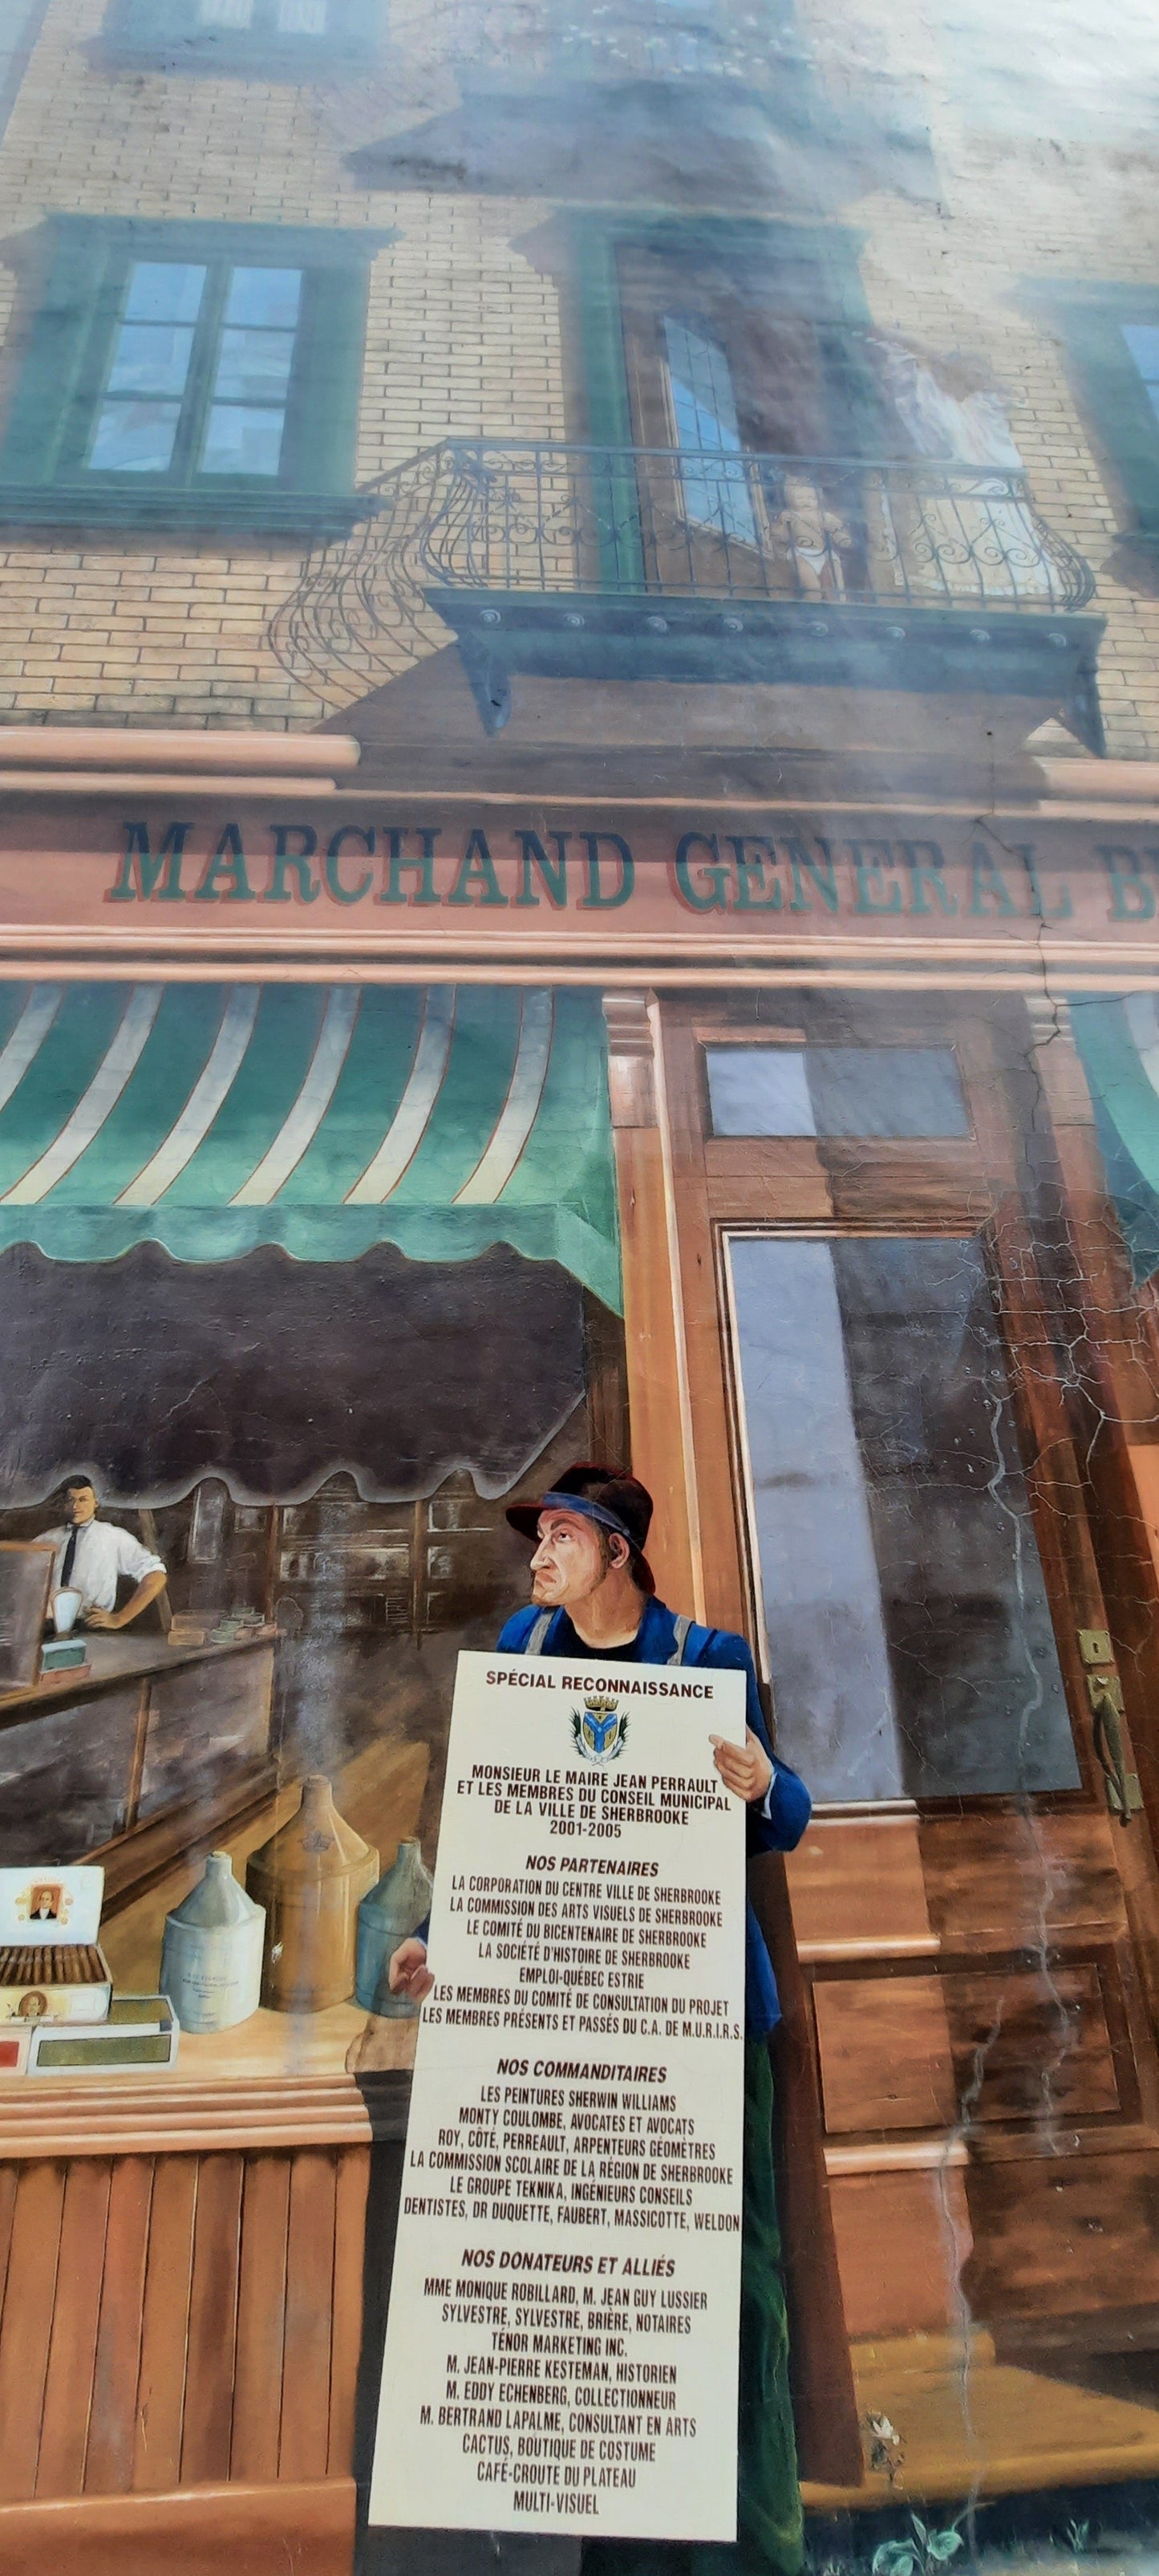 MARCHAND GENERAL
SPÉCIAL RECONNAISSANCE
MONSIEUR LE MAIRE JEAN PERRAULT
ET LES MEMBRES DU CONSEIL MUNICIPAL
DE LA VILLE DE SHERBROOKE
2001-2005
NOS PARTENAIRES
LA CORPORATION DU CENTRE VILLE DE SHERBROOKE
LA COMMISSION DES ARTS VISUELS DE SHERBROOKE
LE COMITÉ DU BICENTENAIRE DE SHERBROOKE
LA SOCIÉTÉ D'HISTOIRE DE SHERBROOKE
EMPLOI-QUÉBEC ESTRIE
LES MEMBRES DU COMITÉ DE CONSULTATION DU PROJET
LES MEMBRES PRÉSENTS ET PASSÉS DU C.A. DE M.U.R.I.R.S.
NOS COMMANDITAIRES
LES PEINTURES SHERWIN WILLIAMS
MONTY COULOMBE, AVOCATES ET AVOCATS
ROY, CÔTÉ, PERREAULT, ARPENTEURS GÉOMÈTRES
LA COMMISSION SCOLAIRE DE LA RÉGION DE SHERBROOKE
LE GROUPE TEKNIKA, INGÉNIEURS CONSEILS
DENTISTES, DR DUQUETTE, FAUBERT, MASSICOTTE, WELDON
NOS DONATEURS ET ALLIÉS
MME MONIQUE ROBILLARD, M. JEAN GUY LUSSIER
SYLVESTRE, SYLVESTRE, BRIÈRE, NOTAIRES
TÉNOR MARKETING INC.
M. JEAN-PIERRE KESTEMAN, HISTORIEN
M. EDDY ECHENBERG, COLLECTIONNEUR
M. BERTRAND LAPALME, CONSULTANT EN ARTS
CACTUS, BOUTIQUE DE COSTUME
CAFÉ-CROUTE DU PLATEAU
MULTI-VISUEL